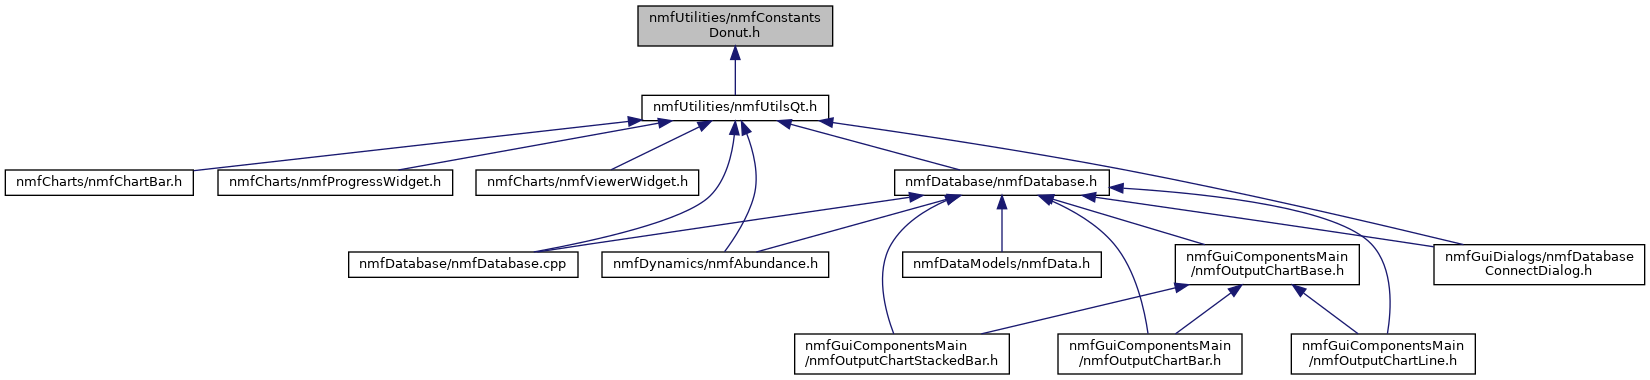 nmfUtilities/nmfConstants
Donut.h
nmfUtilities/nmfUtilsQt.h
nmfCharts/nmfChartBar.h
nmfCharts/nmfProgressWidget.h
nmfCharts/nmfViewerWidget.h
nmfDatabase/nmfDatabase.h
nmfDatabase/nmfDatabase.cpp
nmfDynamics/nmfAbundance.h
nmfDataModels/nmfData.h
nmfGuiComponentsMain
/nmfOutputChartBase.h
nmfGuiDialogs/nmfDatabase
ConnectDialog.h
nmfGuiComponentsMain
/nmfOutputChartStackedBar.h
nmfGuiComponentsMain
/nmfOutputChartBar.h
nmfGuiComponentsMain
/nmfOutputChartLine.h